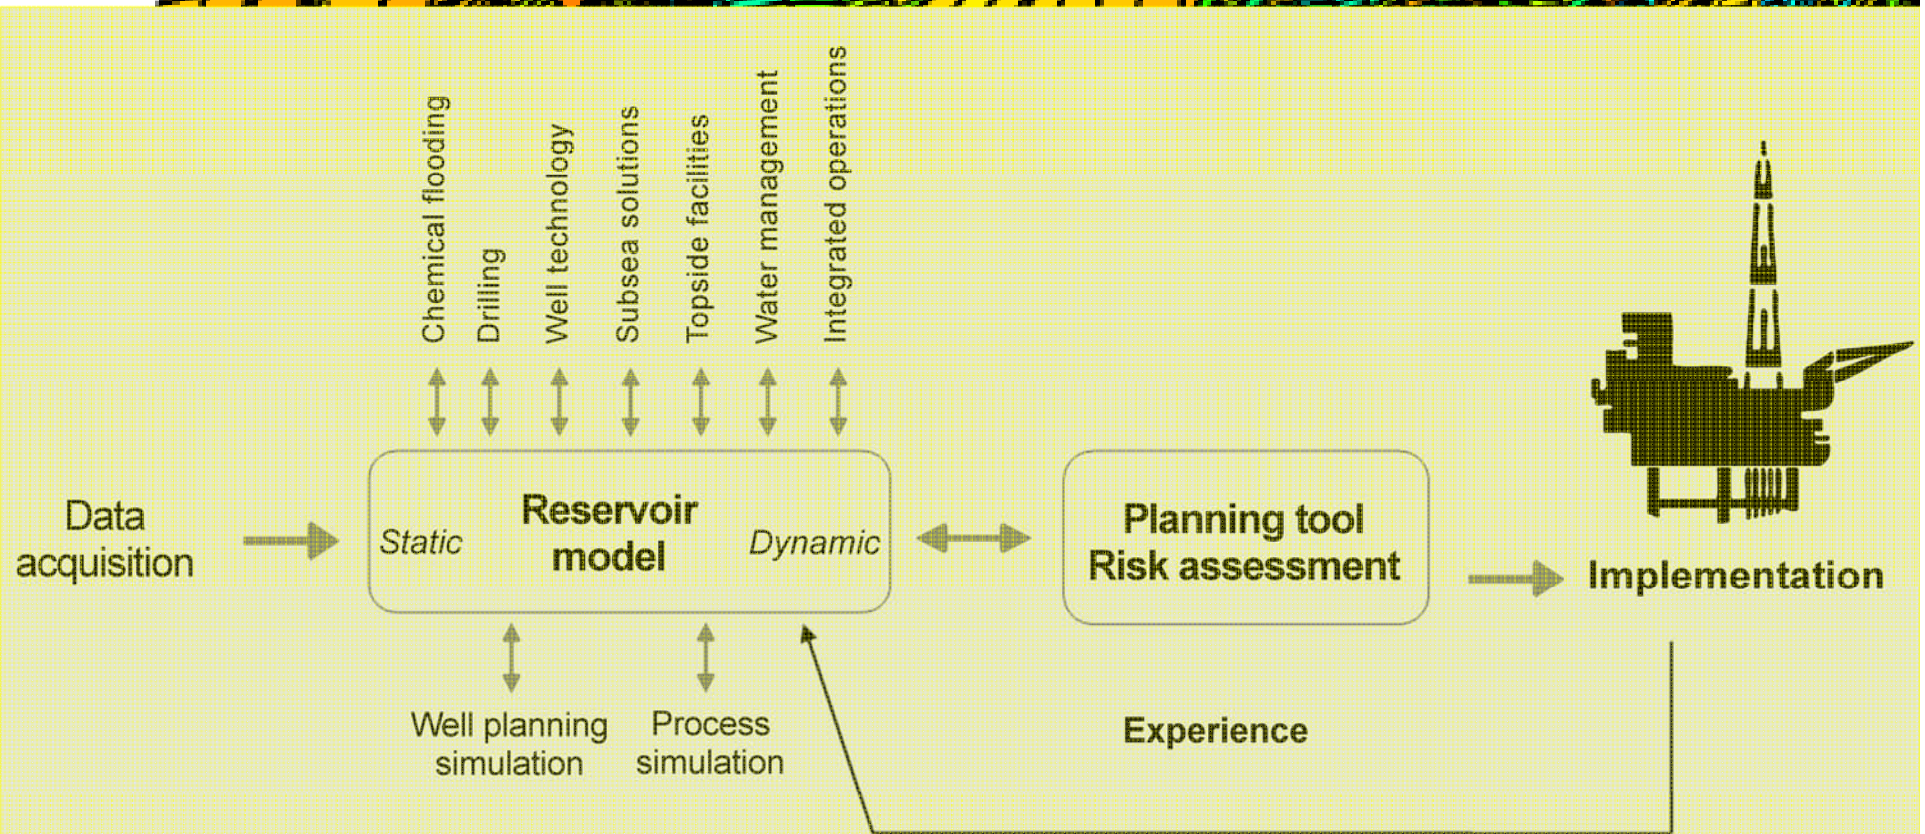 Chemical flooding
Drilling
Well technology
Subsea solutions
Topside facilities
Water management
Integrated operations
Data
acquisition
Static
Reservoir
model
Dynamic
Planning tool
Risk assessment
Implementation
Well planning
simulation
Process
simulation
Experience